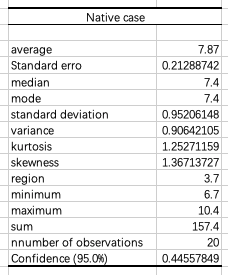 Native case
average 7.87
Standard erro 0.21288742
median 7.4
mode 7.4
standard deviation 0.95206148
variance 0.90642105
kurtosis 1.25271159
skewness 1.36713727
region 3.7
minimum 6.7
maximum 10.4
sum 157.4
nnumber of observations 20
Confidence (95.0%) 0.44557849